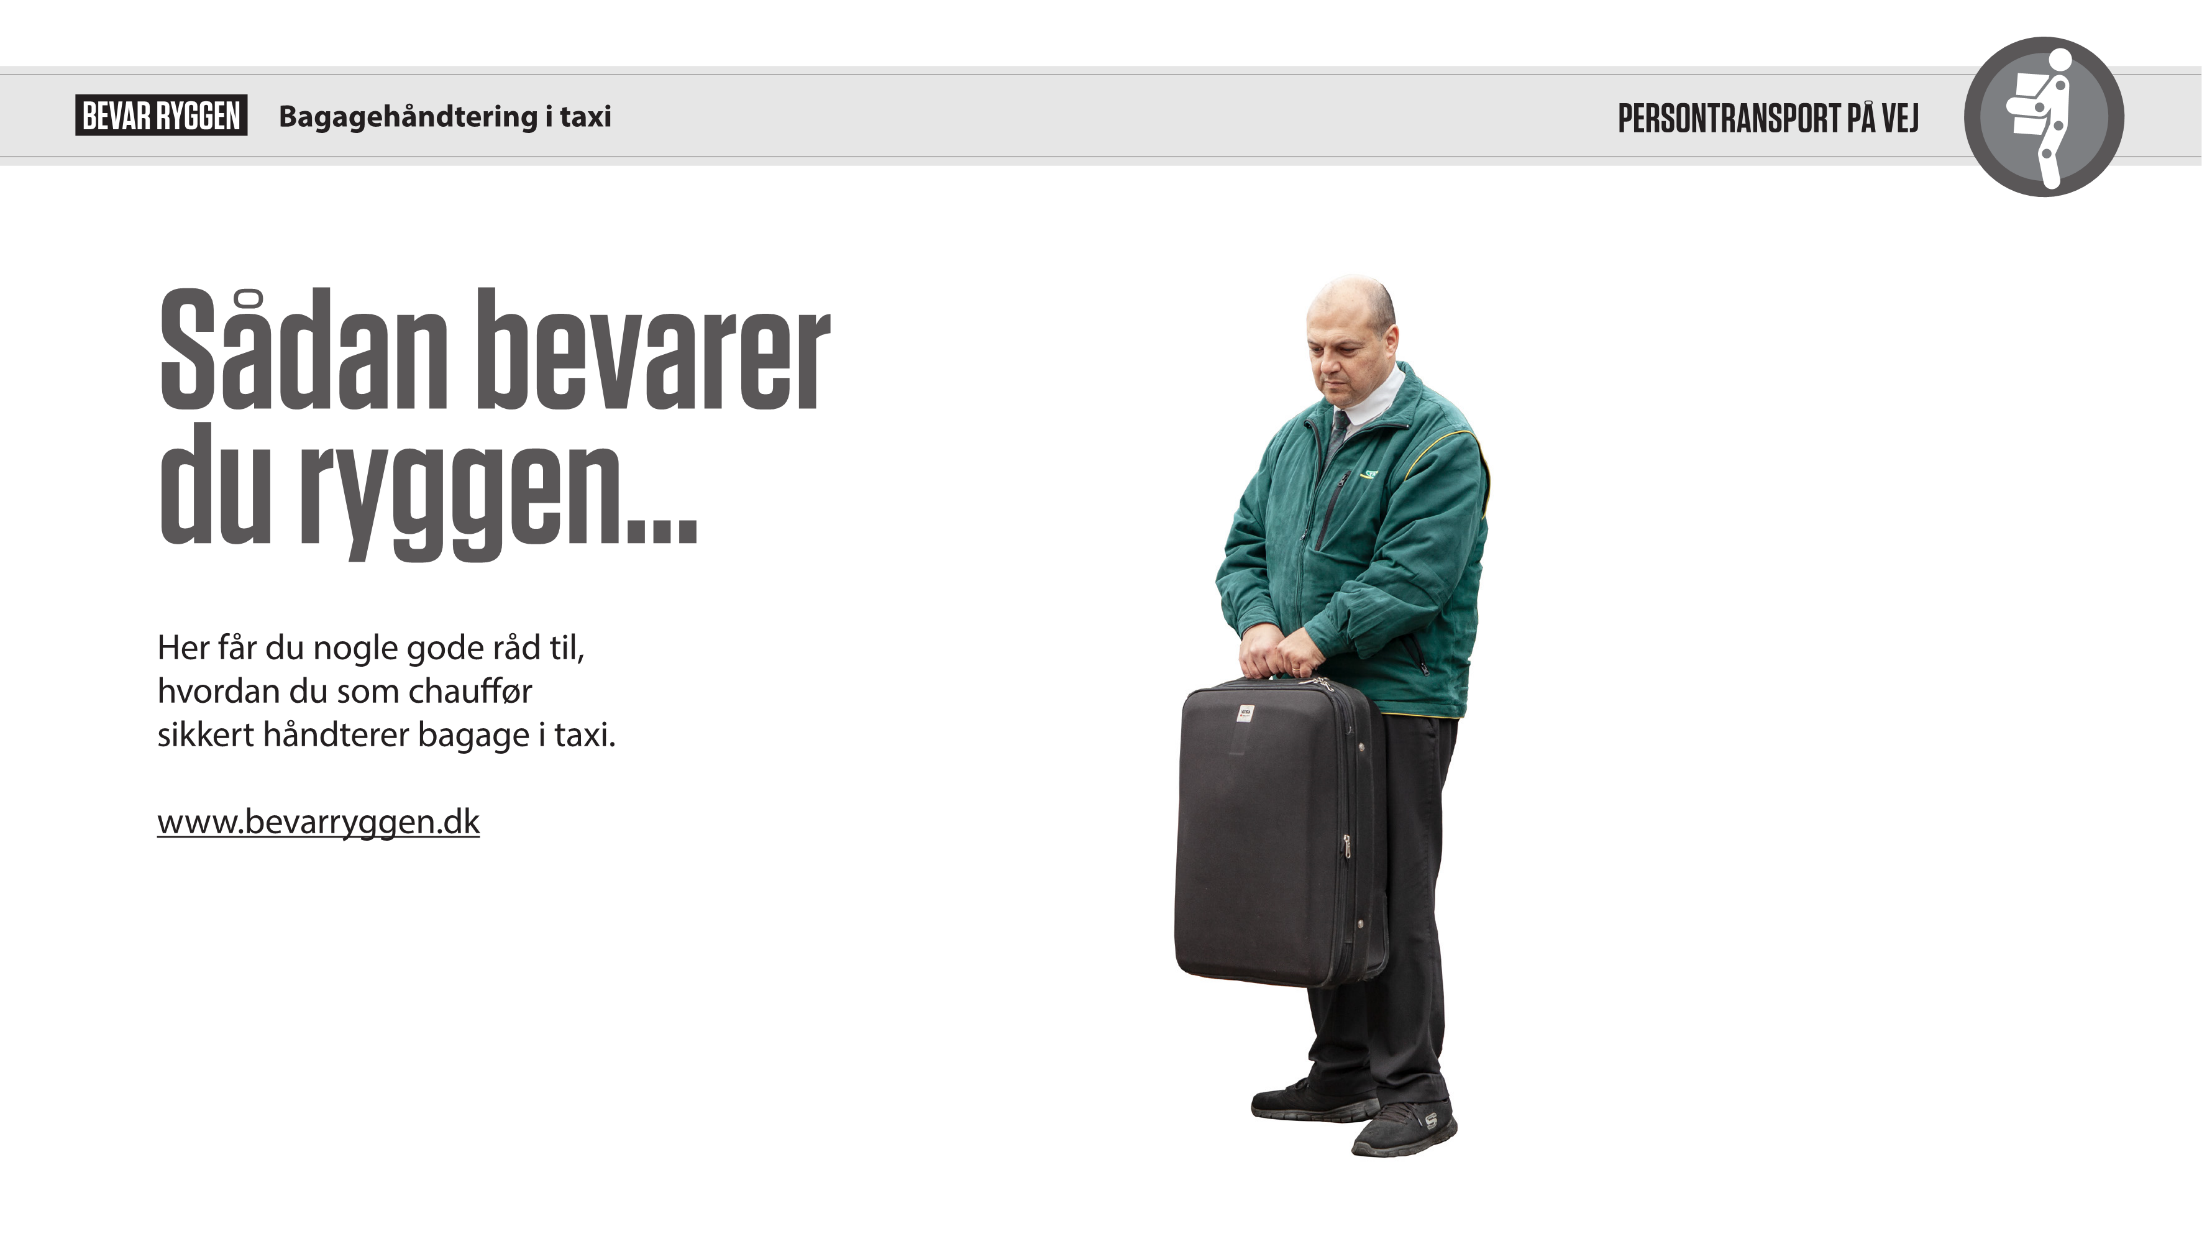 BEVAR RYGGEN
Bagagehåndtering i taxi
PERSONTRANSPORT PÅ VEJ
Sådan bevarer
du ryggen...
Her får du nogle gode råd til,
hvordan du som chauffør
sikkert håndterer bagage i taxi.
www.bevarryggen.dk